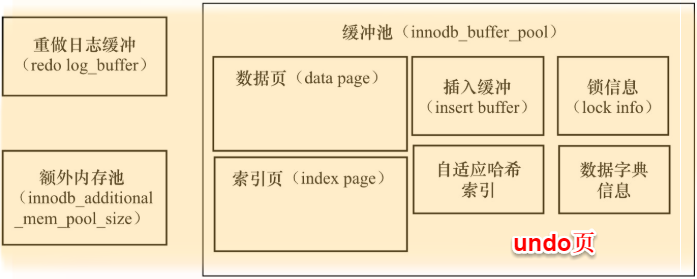 重做日志缓冲
（redo log_buffer）
额外内存池
（innodb_additional
_mem_pool_size）
缓冲池（innodb_buffer_pool）
数据页（data page）
插入缓冲
（insert buffer）
锁信息
（lock info）
索引页（index page）
自适应哈希
索引
数据字典
信息
undo页